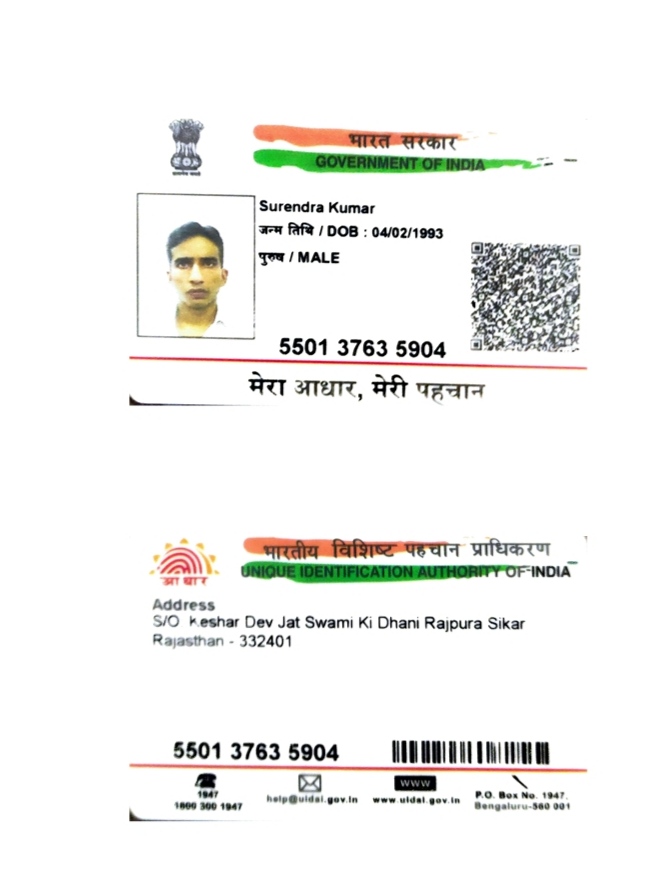 भारत सरकार
GOVERNMENT OF INDIA
Surendra Kumar
जन्म तिथि / DOB : 04/02/1993
पुरुष / MALE
5501 3763 5904
मेरा आधार, मेरी पहचान
भारतीय विशिष्ट पहचान प्राधिकरण
UNIQUE IDENTIFICATION AUTHORITY OF INDIA
आधार
Address
S/O Keshar Dev Jat Swami Ki Dhani Rajpura Sikar
Rajasthan - 332401
5501 3763 5904
1947
1800 300 1947
help@uidai.gov.in
WWW
www.uidai.gov.in
P.O. Box No. 1947,
Bengaluru-560 001